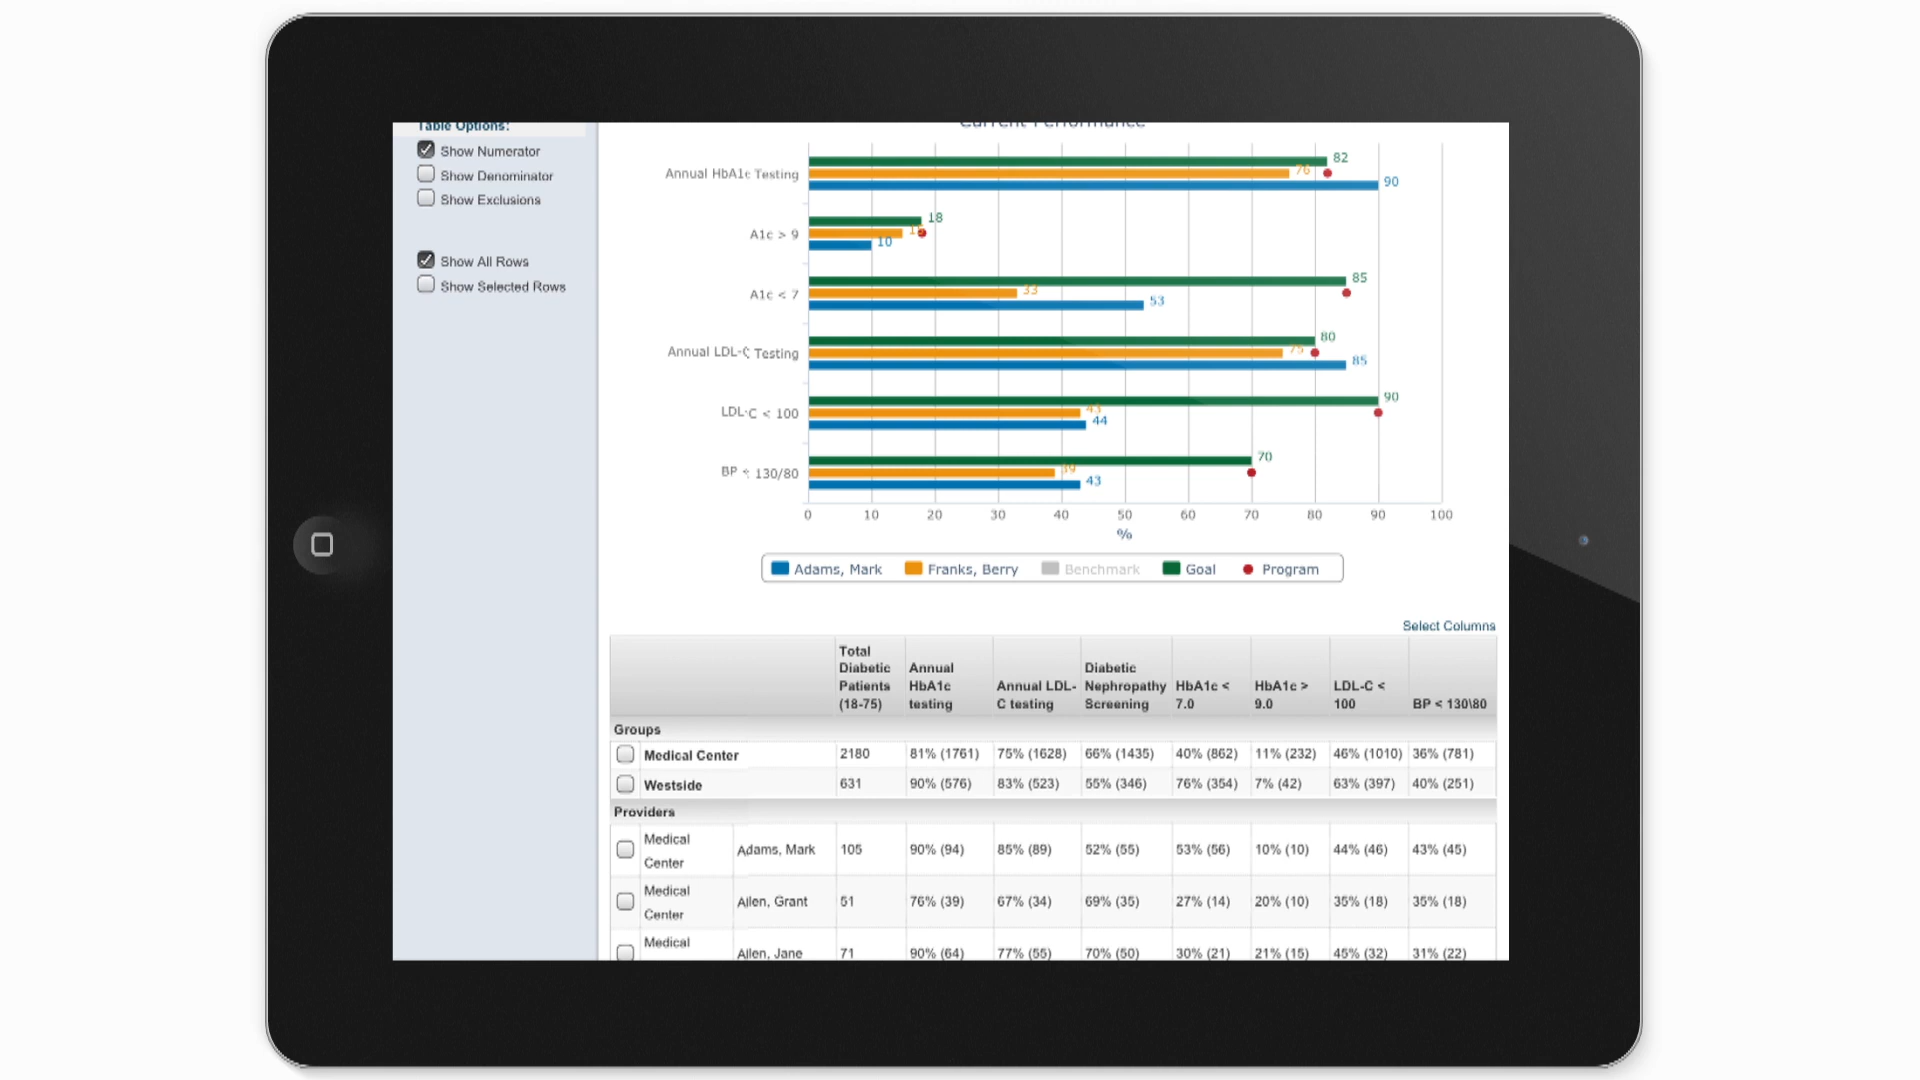 Table Options:
Current Performance
Show Numerator
Show Denominator
Show Exclusions
Show All Rows
Show Selected Rows
Annual HbA1c Testing
82
76
90
A1c > 9
18
10
A1c < 7
85
33
53
Annual LDL-C Testing
80
75
85
LDL-C < 100
90
43
44
BP < 130/80
70
39
43
0 10 20 30 40 50 60 70 80 90 100
%
Adams, Mark Franks, Berry Benchmark Goal Program
Select Columns
Total Diabetic Patients (18-75) Annual HbA1c testing Annual LDL-C testing Diabetic Nephropathy Screening HbA1c < 7.0 HbA1c > 9.0 LDL-C < 100 BP < 130\80
Groups
Medical Center 2180 81% (1761) 75% (1628) 66% (1435) 40% (862) 11% (232) 46% (1010) 36% (781)
Westside 631 90% (576) 83% (523) 55% (346) 76% (354) 7% (42) 63% (397) 40% (251)
Providers
Medical Center Adams, Mark 105 90% (94) 85% (89) 52% (55) 53% (56) 10% (10) 44% (46) 43% (45)
Medical Center Allen, Grant 51 76% (39) 67% (34) 69% (35) 27% (14) 20% (10) 35% (18) 35% (18)
Medical Allen, Jane 71 90% (64) 77% (55) 70% (50) 30% (21) 21% (15) 45% (32) 31% (22)